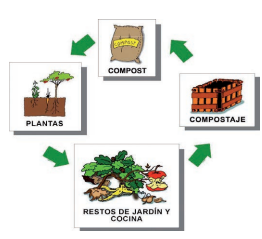 COMPOST
COMPOST
PLANTAS
COMPOSTAJE
RESTOS DE JARDÍN Y
COCINA